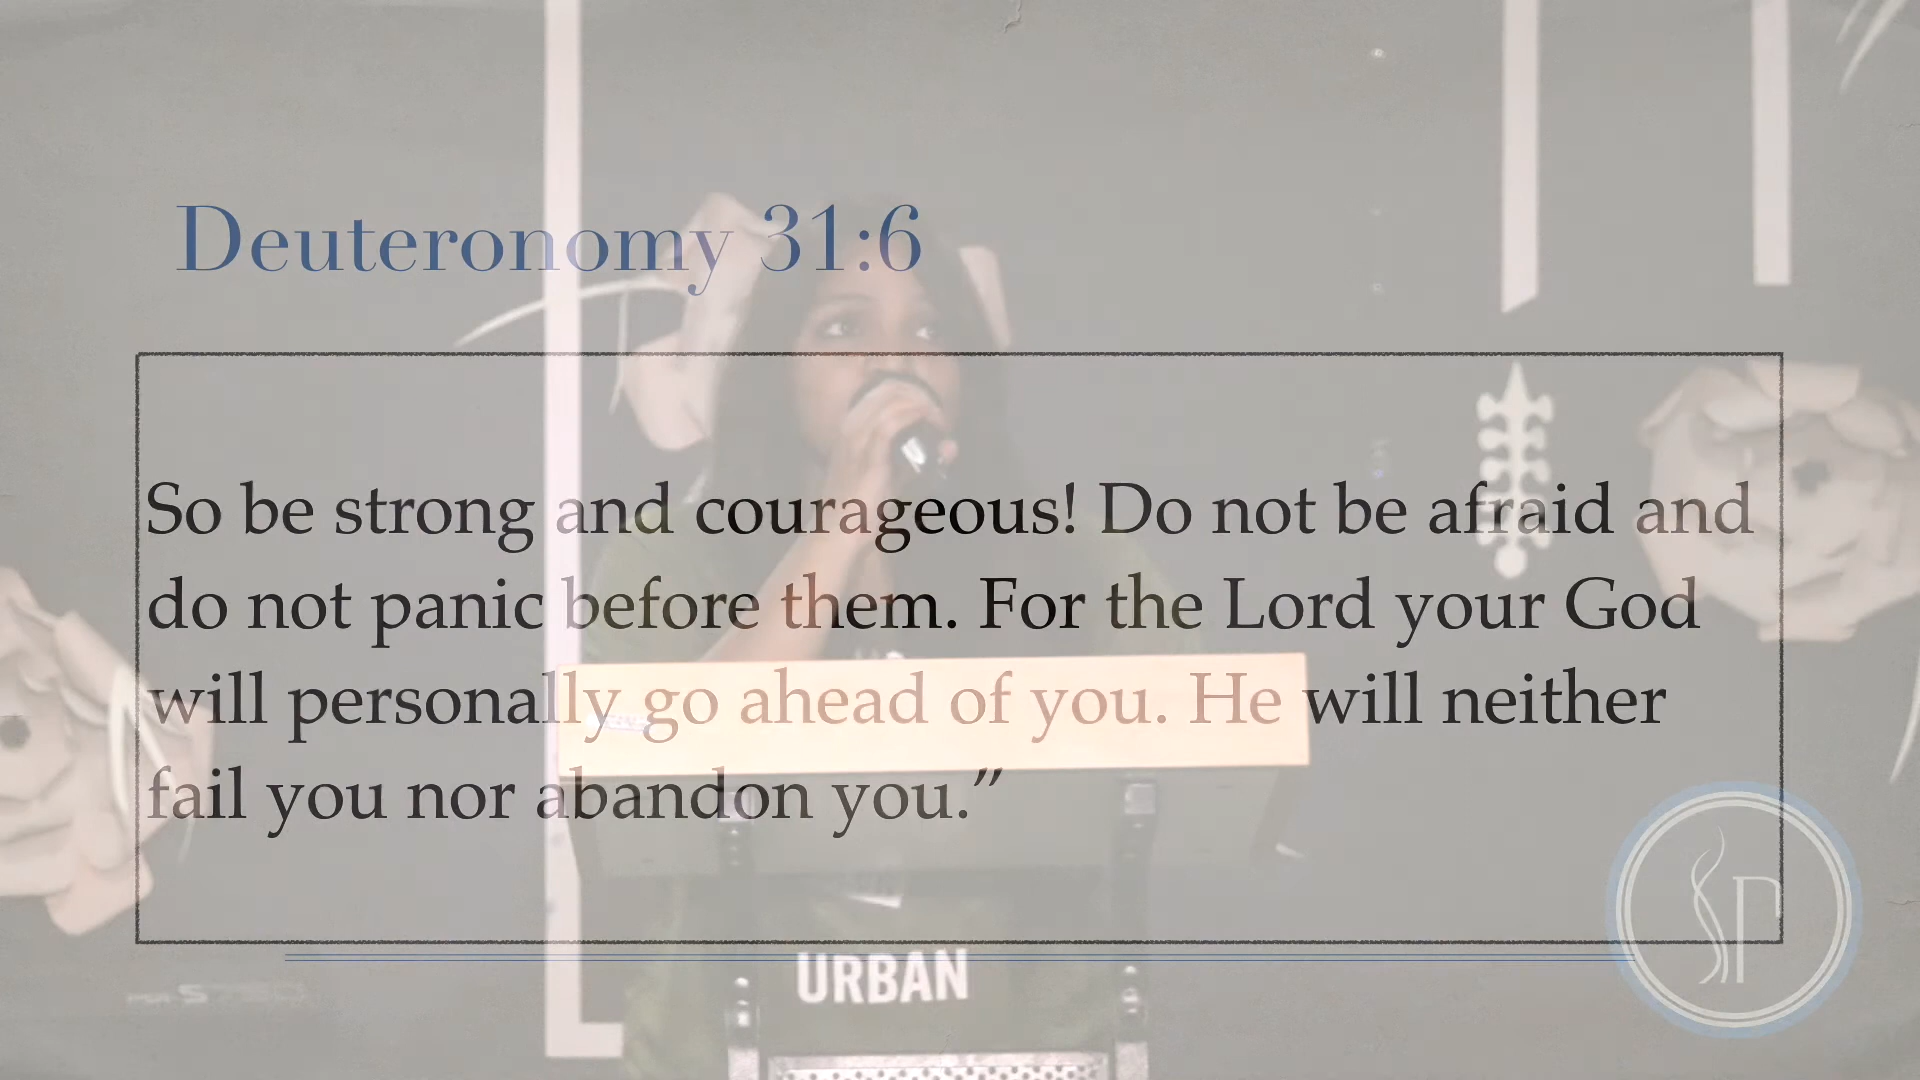 Deuteronomy 31:6
So be strong and courageous! Do not be afraid and
do not panic before them. For the Lord your God
will personally go ahead of you. He will neither
fail you nor abandon you.”
URBAN